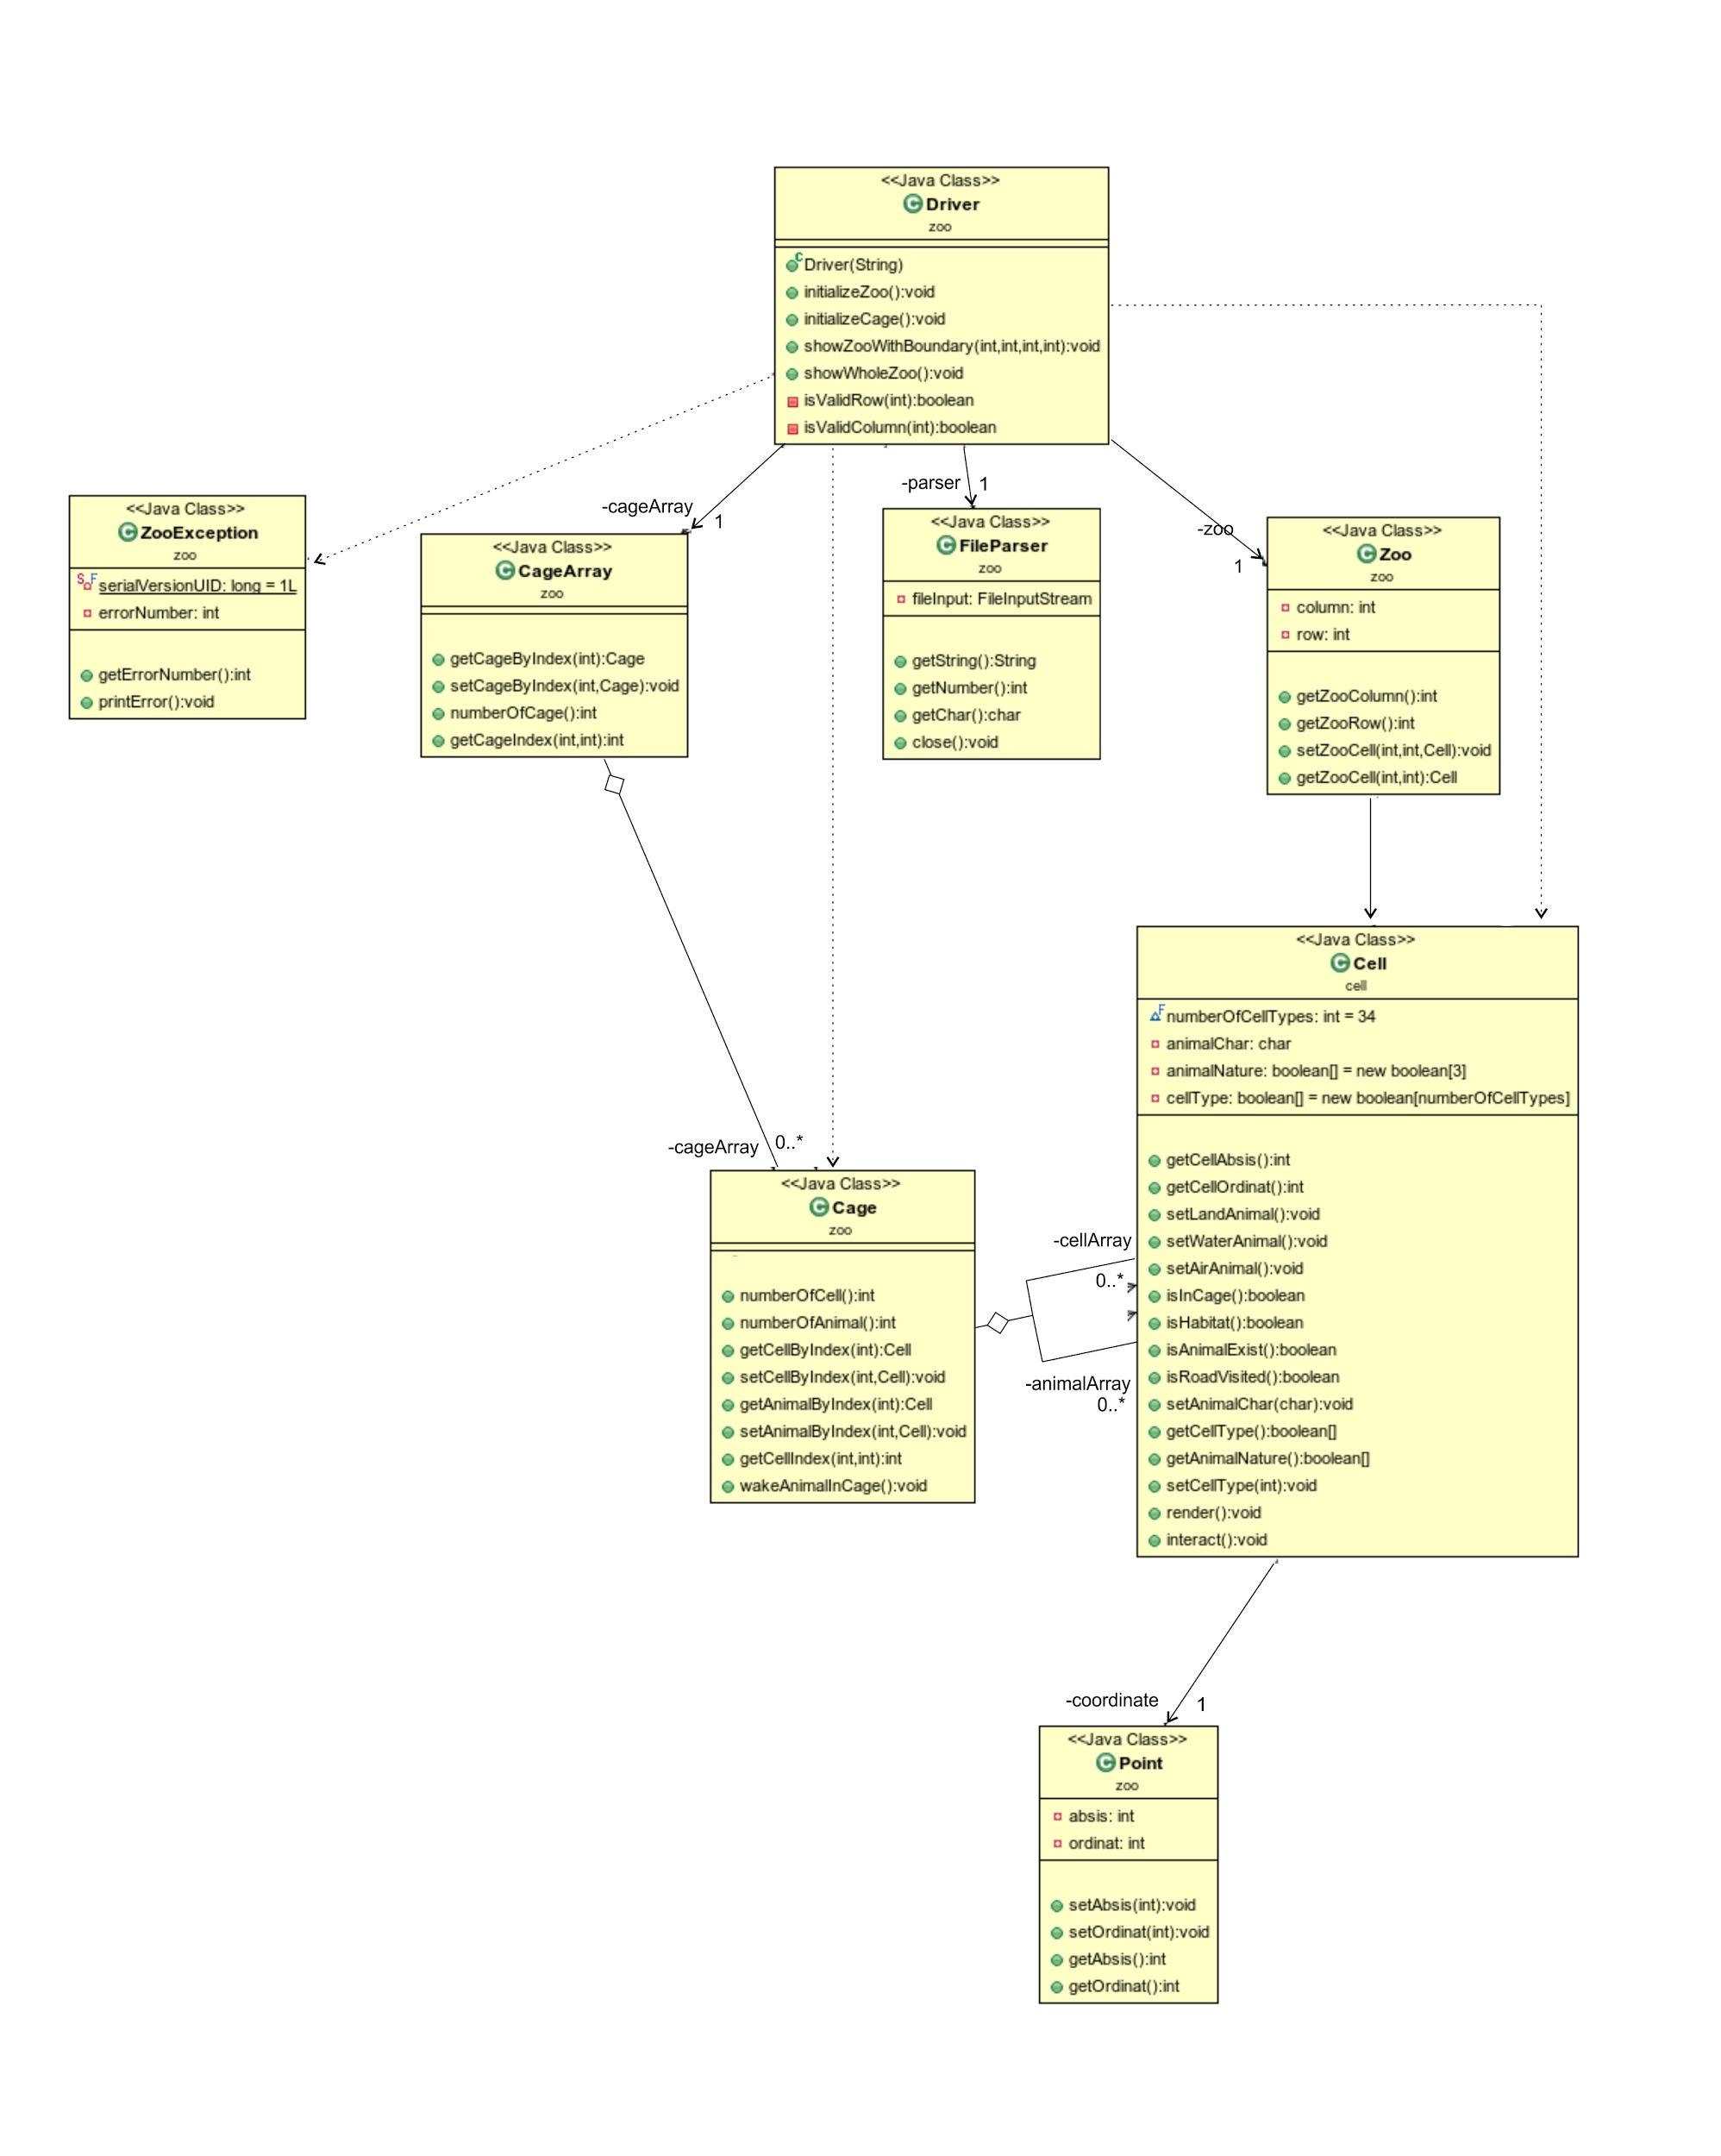 <<Java Class>>
Driver
zoo
Driver(String)
initializeZoo():void
initializeCage():void
showZooWithBoundary(int,int,int,int):void
showWholeZoo():void
isValidRow(int):boolean
isValidColumn(int):boolean
-cageArray
1
-parser
1
-zoo
1
<<Java Class>>
ZooException
zoo
serialVersionUID: long = 1L
errorNumber: int
getErrorNumber():int
printError():void
<<Java Class>>
CageArray
zoo
getCageByIndex(int):Cage
setCageByIndex(int,Cage):void
numberOfCage():int
getCageIndex(int,int):int
<<Java Class>>
FileParser
zoo
fileInput: FileInputStream
getString():String
getNumber():int
getChar():char
close():void
<<Java Class>>
Zoo
zoo
column: int
row: int
getZooColumn():int
getZooRow():int
setZooCell(int,int,Cell):void
getZooCell(int,int):Cell
-cageArray
0..*
<<Java Class>>
Cage
zoo
numberOfCell():int
numberOfAnimal():int
getCellByIndex(int):Cell
setCellByIndex(int,Cell):void
getAnimalByIndex(int):Cell
setAnimalByIndex(int,Cell):void
getCellIndex(int,int):int
wakeAnimalInCage():void
-cellArray
0..*
-animalArray
0..*
<<Java Class>>
Cell
cell
numberOfCellTypes: int = 34
animalChar: char
animalNature: boolean[] = new boolean[3]
cellType: boolean[] = new boolean[numberOfCellTypes]
getCellAbsis():int
getCellOrdinat():int
setLandAnimal():void
setWaterAnimal():void
setAirAnimal():void
isInCage():boolean
isHabitat():boolean
isAnimalExist():boolean
isRoadVisited():boolean
setAnimalChar(char):void
getCellType():boolean[]
getAnimalNature():boolean[]
setCellType(int):void
render():void
interact():void
-coordinate
1
<<Java Class>>
Point
zoo
absis: int
ordinat: int
setAbsis(int):void
setOrdinat(int):void
getAbsis():int
getOrdinat():int